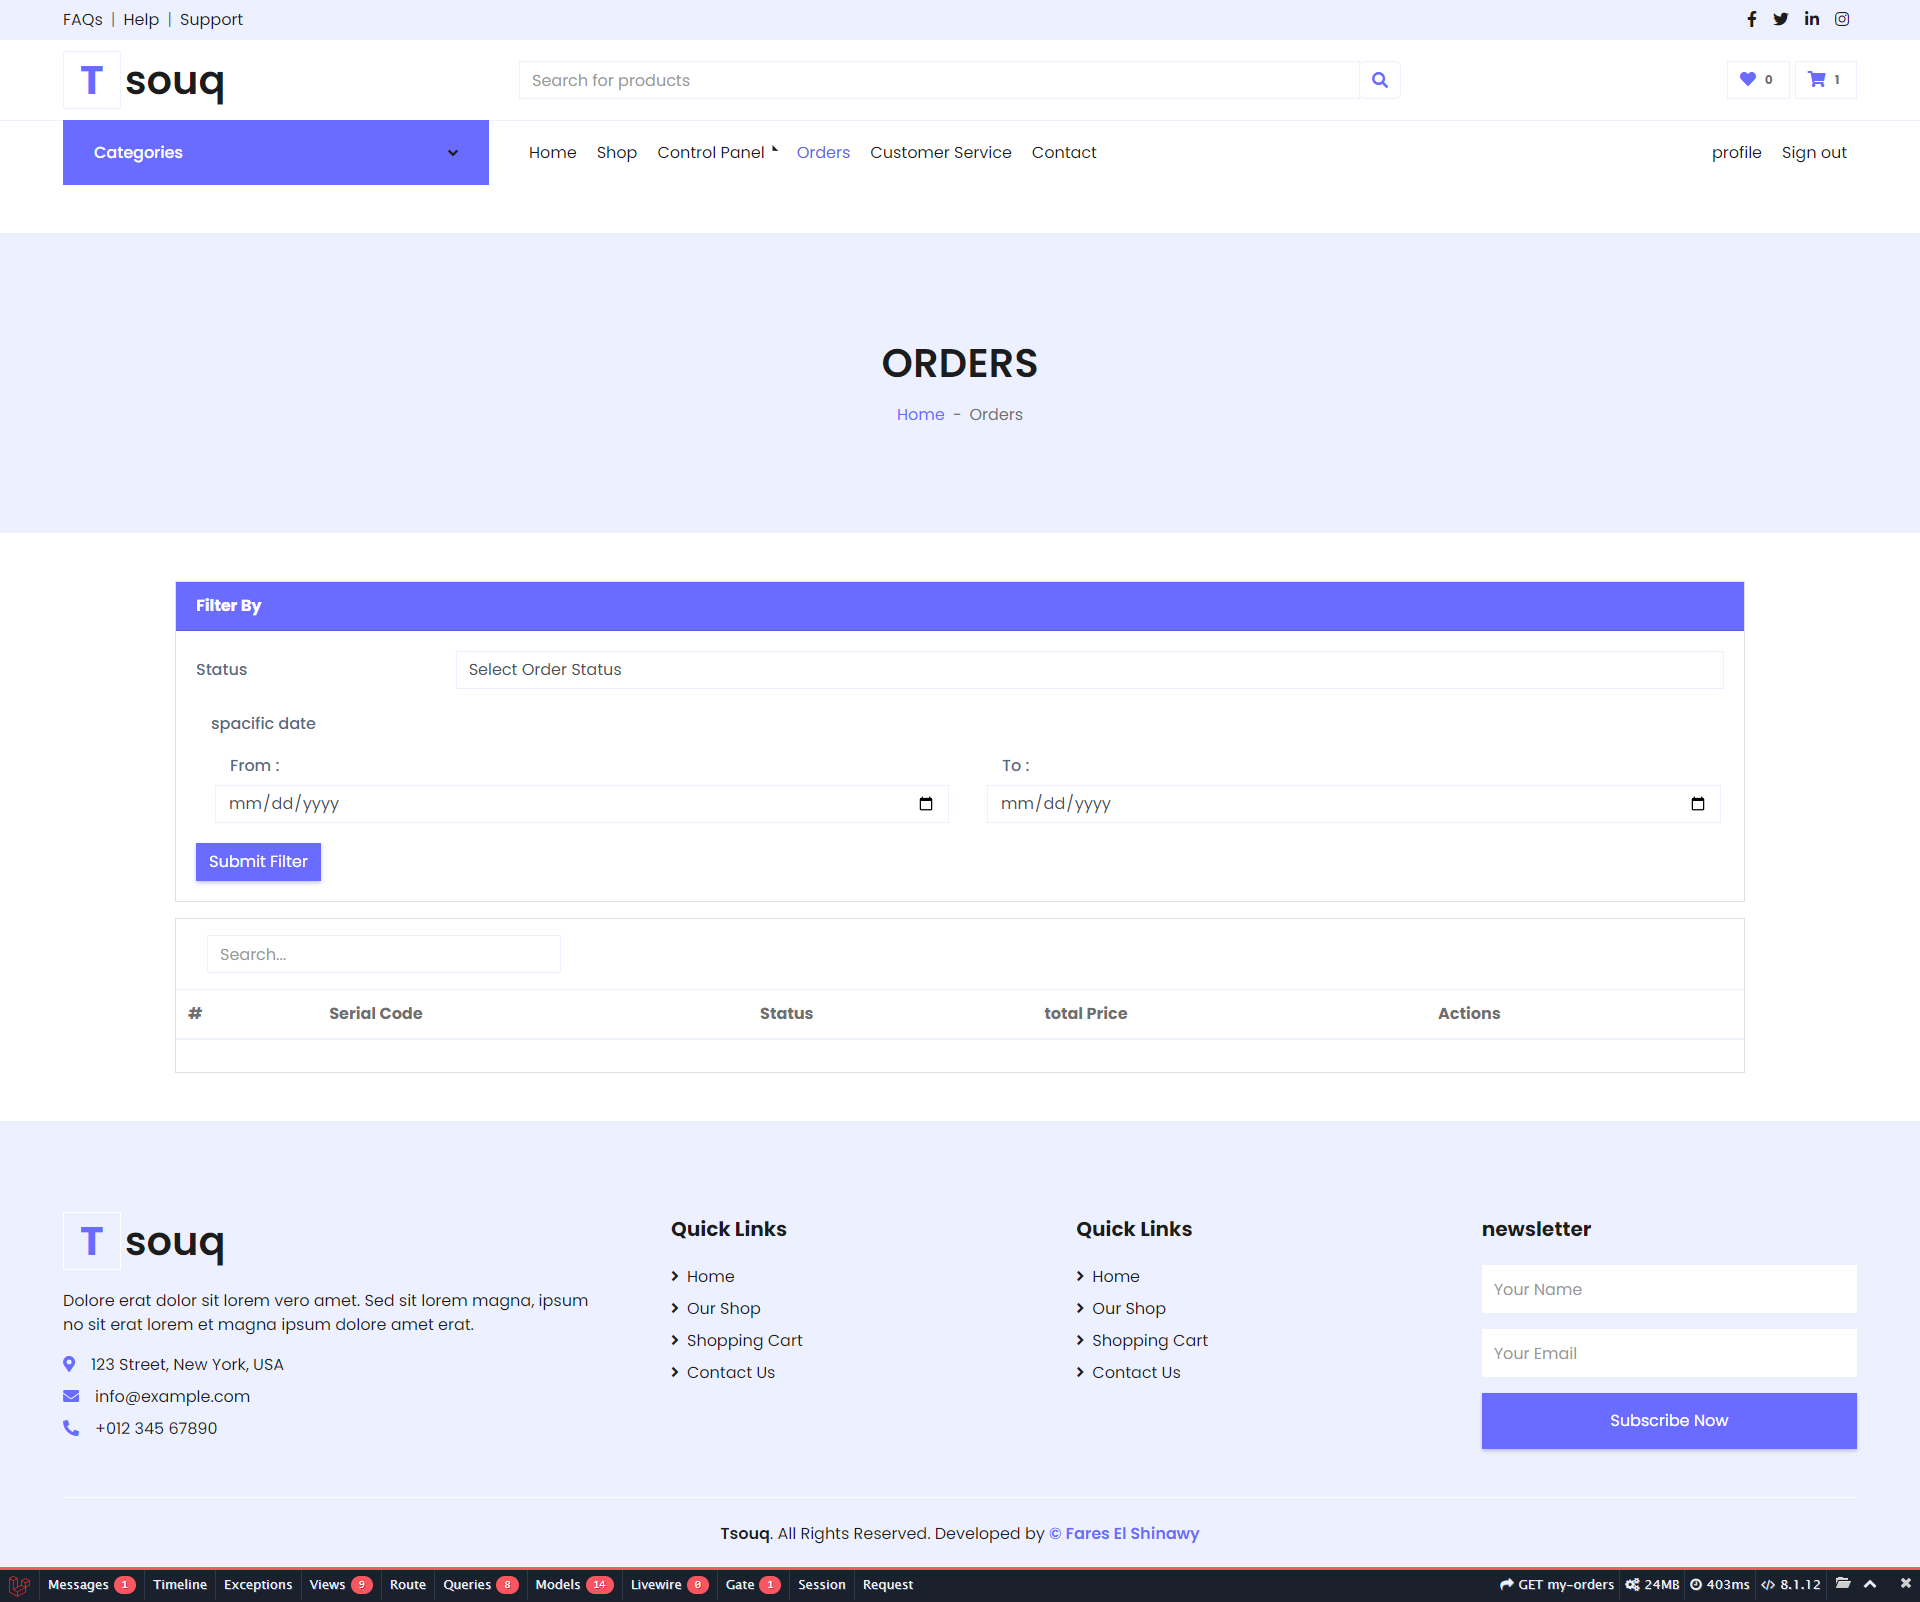 FAQs | Help | Support
T souq
Search for products
0
1
Categories
Home Shop Control Panel Orders Customer Service Contact
profile Sign out
ORDERS
Home - Orders
Filter By
Status
Select Order Status
spacific date
From :
To :
mm/dd/yyyy
mm/dd/yyyy
Submit Filter
Search...
# Serial Code Status total Price Actions
T souq
Dolore erat dolor sit lorem vero amet. Sed sit lorem magna, ipsum
no sit erat lorem et magna ipsum dolore amet erat.
123 Street, New York, USA
info@example.com
+012 345 67890
Quick Links
Home
Our Shop
Shopping Cart
Contact Us
Quick Links
Home
Our Shop
Shopping Cart
Contact Us
newsletter
Your Name
Your Email
Subscribe Now
Tsouq. All Rights Reserved. Developed by © Fares El Shinawy
Messages 1 Timeline Exceptions Views 9 Route Queries 8 Models 14 Livewire 0 Gate 1 Session Request
GET my-orders 24MB 403ms 8.1.12